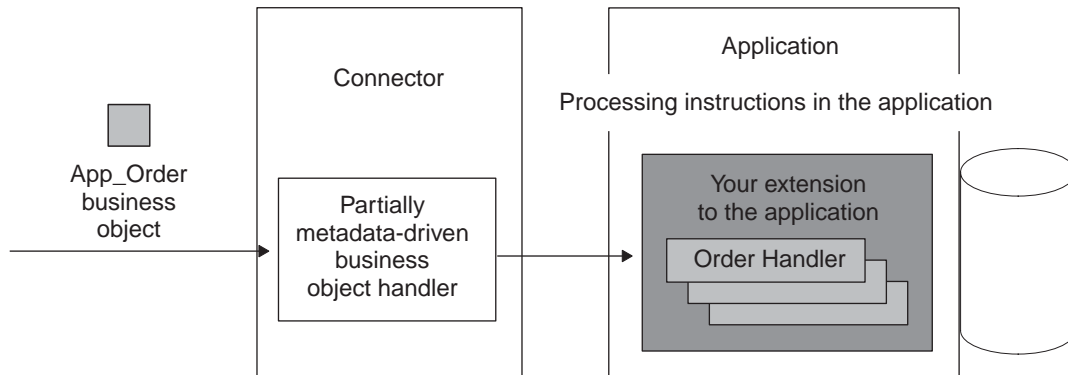 Application
Connector
Processing instructions in the application
App_Order
business
object
Partially
metadata-driven
business
object handler
Your extension
to the application
Order Handler